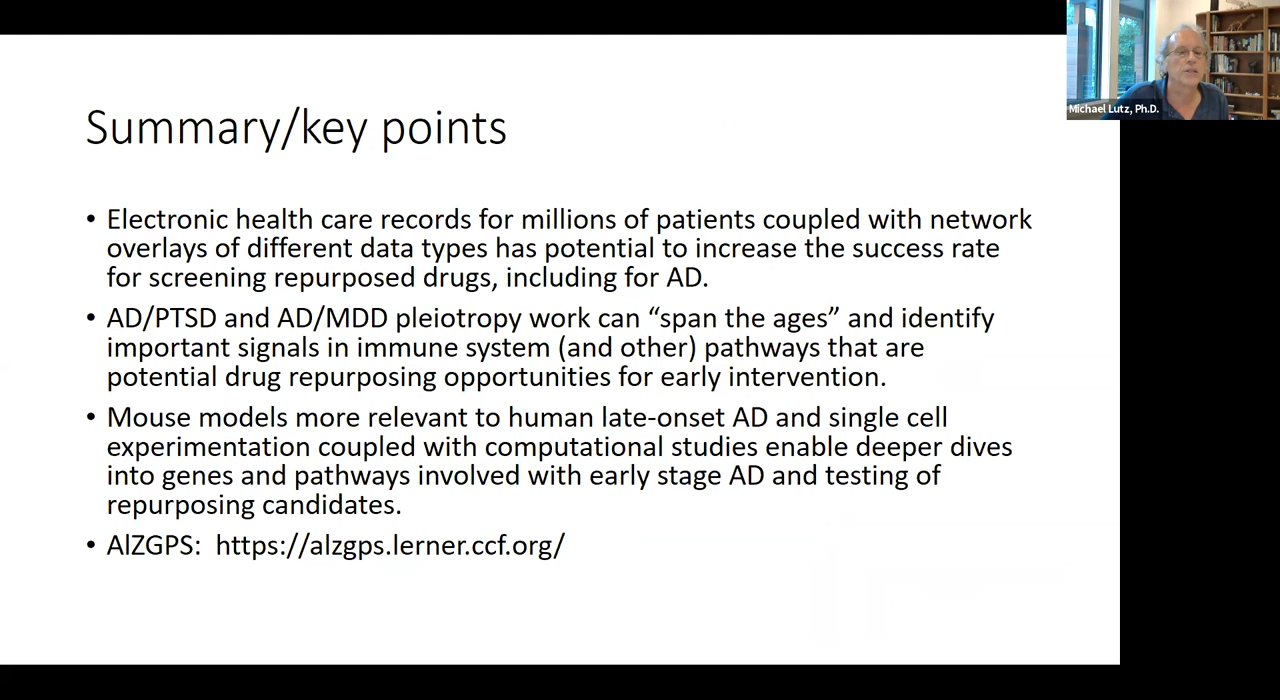 Michael Lutz, Ph.D.
Summary/key points
• Electronic health care records for millions of patients coupled with network
overlays of different data types has potential to increase the success rate
for screening repurposed drugs, including for AD.
• AD/PTSD and AD/MDD pleiotropy work can “span the ages” and identify
important signals in immune system (and other) pathways that are
potential drug repurposing opportunities for early intervention.
• Mouse models more relevant to human late-onset AD and single cell
experimentation coupled with computational studies enable deeper dives
into genes and pathways involved with early stage AD and testing of
repurposing candidates.
• AlZGPS:  https://alzgps.lerner.ccf.org/